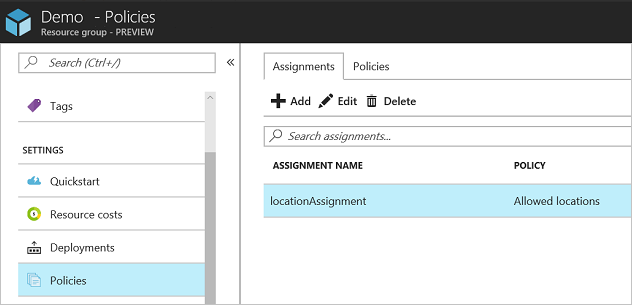 Demo - Policies
Resource group - PREVIEW
Search (Ctrl+/)
Tags
SETTINGS
Quickstart
Resource costs
Deployments
Policies
Assignments Policies
Add Edit Delete
Search assignments...
ASSIGNMENT NAME POLICY
locationAssignment Allowed locations